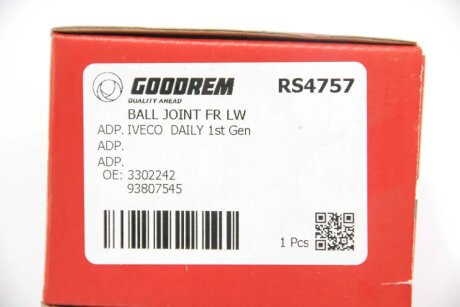 GOODREM RS4757
QUALITY AHEAD
BALL JOINT FR LW
ADP. IVECO DAILY 1st Gen
ADP.
ADP.
OE: 3302242
93807545
1 Pcs